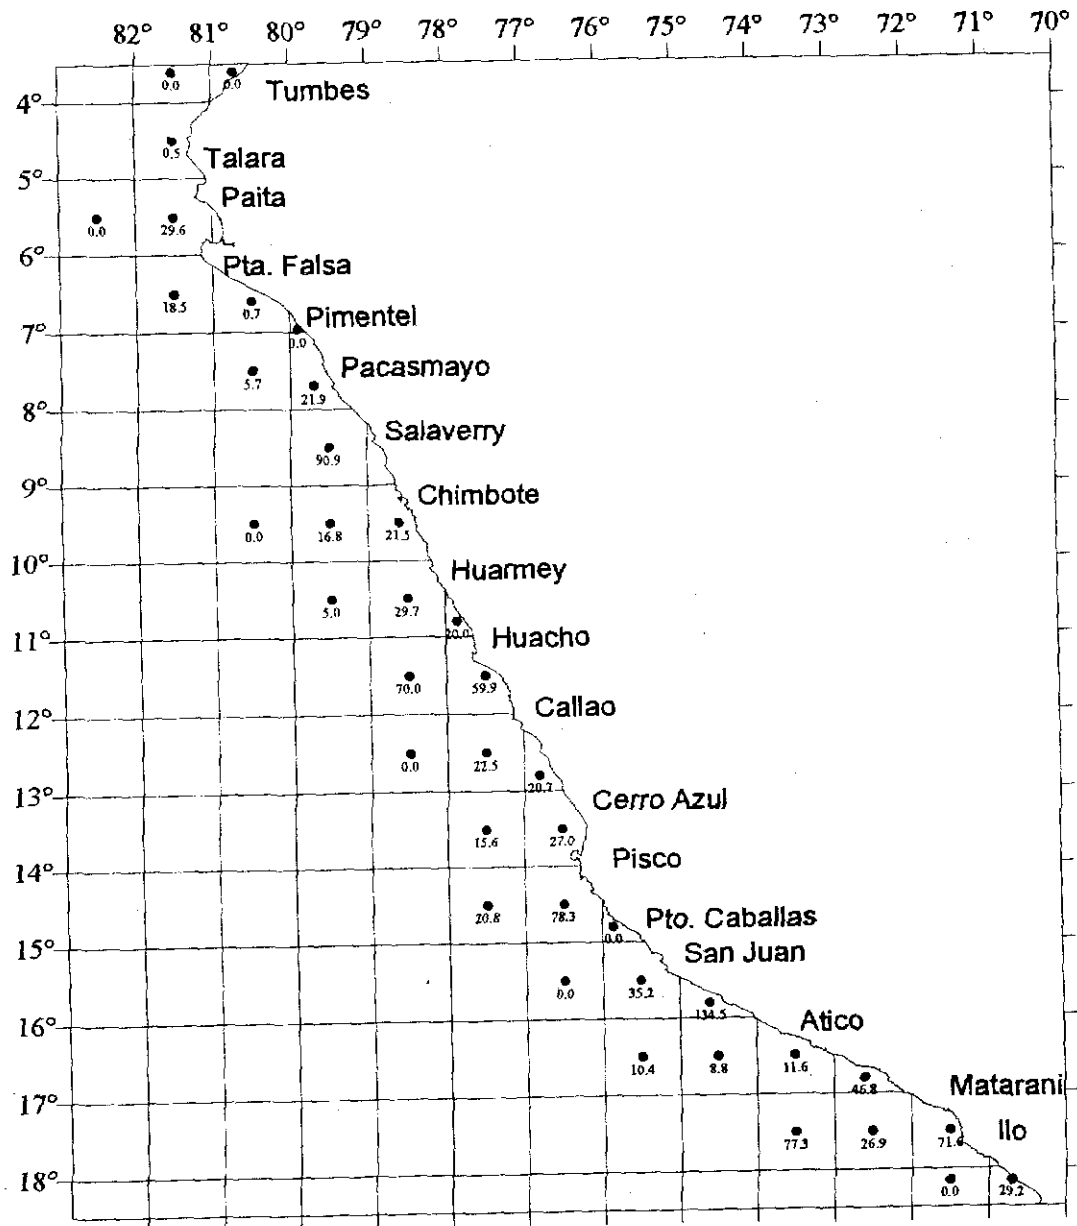 82° 81° 80° 79° 78° 77° 76° 75° 74° 73° 72° 71° 70°
0.0 0.0 Tumbes
4°
0.5 Talara
5°
Paita
0.0 29.6
6°
Pta. Falsa
18.5 0.7 Pimentel
7°
0.0
5.7 21.9 Pacasmayo
8°
Salaverry
90.9
9°
Chimbote
0.0 16.8 21.5
10°
Huarmey
5.0 29.7 20.0
11°
Huacho
70.0 59.9
12°
Callao
0.0 22.5 20.7
13°
Cerro Azul
15.6 27.0
Pisco
14°
20.8 78.3 0.0
Pto. Caballas
15°
San Juan
0.0 35.2 134.5
16°
Atico
10.4 8.8 11.6 46.8
17°
Matarani
77.3 26.9 71.6 Ilo
18°
0.0 29.2